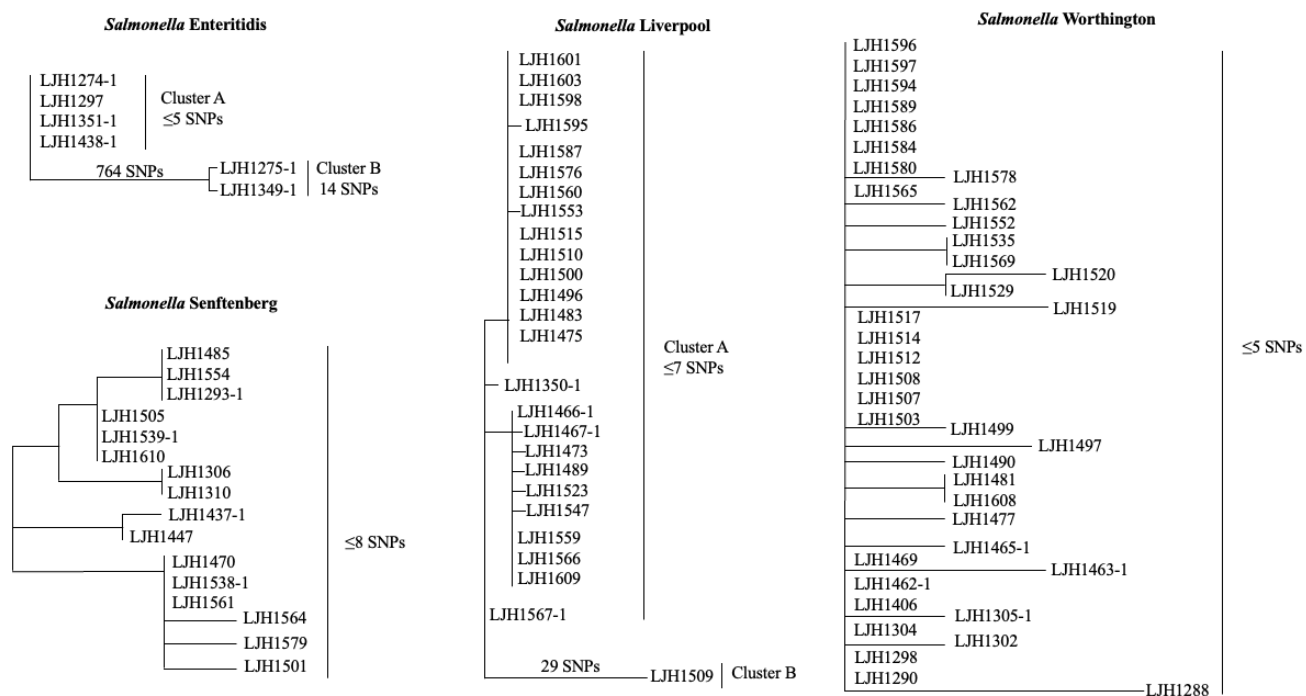 Salmonella Enteritidis
LJH1274-1
LJH1297
LJH1351-1
LJH1438-1
Cluster A
≤5 SNPs
764 SNPs
LJH1275-1
LJH1349-1
Cluster B
14 SNPs
Salmonella Senftenberg
LJH1485
LJH1554
LJH1293-1
LJH1505
LJH1539-1
LJH1610
LJH1306
LJH1310
LJH1437-1
LJH1447
LJH1470
LJH1538-1
LJH1561
LJH1564
LJH1579
LJH1501
≤8 SNPs
Salmonella Liverpool
LJH1601
LJH1603
LJH1598
LJH1595
LJH1587
LJH1576
LJH1560
LJH1553
LJH1515
LJH1510
LJH1500
LJH1496
LJH1483
LJH1475
LJH1350-1
LJH1466-1
LJH1467-1
LJH1473
LJH1489
LJH1523
LJH1547
LJH1559
LJH1566
LJH1609
LJH1567-1
Cluster A
≤7 SNPs
29 SNPs
LJH1509
Cluster B
Salmonella Worthington
LJH1596
LJH1597
LJH1594
LJH1589
LJH1586
LJH1584
LJH1580
LJH1578
LJH1565
LJH1562
LJH1552
LJH1535
LJH1569
LJH1520
LJH1529
LJH1519
LJH1517
LJH1514
LJH1512
LJH1508
LJH1507
LJH1503
LJH1499
LJH1497
LJH1490
LJH1481
LJH1608
LJH1477
LJH1465-1
LJH1469
LJH1463-1
LJH1462-1
LJH1406
LJH1305-1
LJH1304
LJH1302
LJH1298
LJH1290
LJH1288
≤5 SNPs